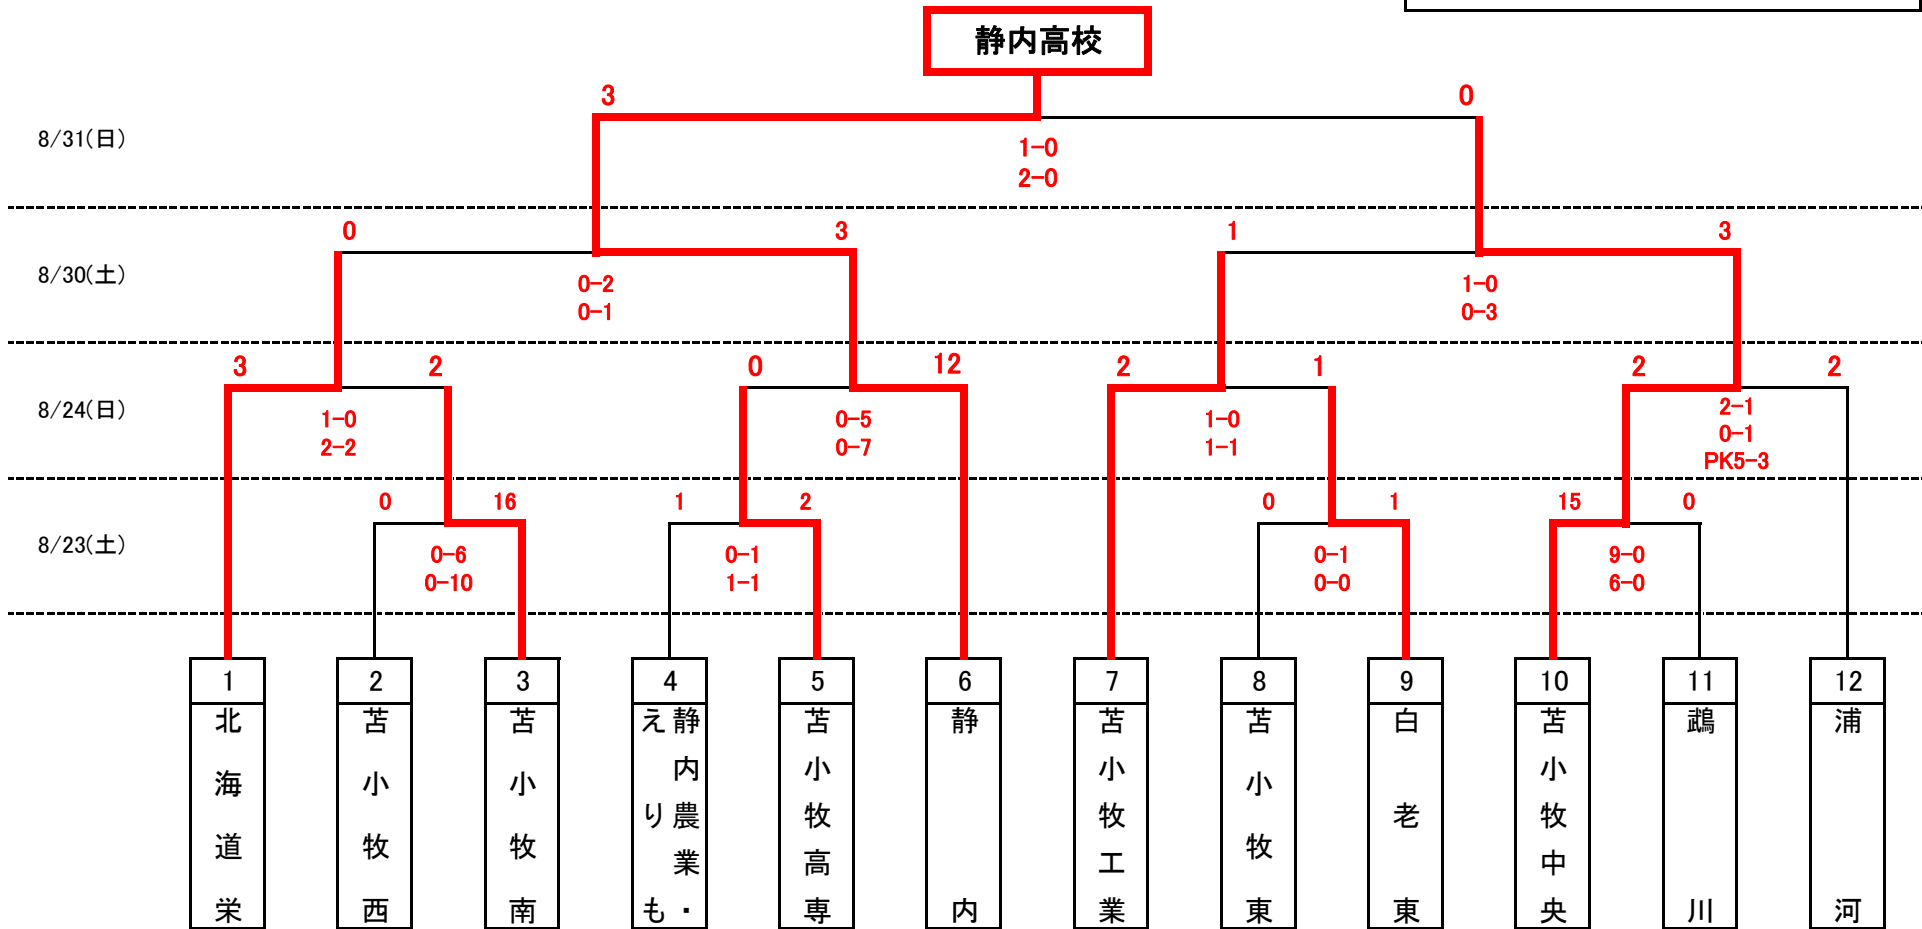 静内高校
3
0
8/31(日)
1-0
2-0
0
3
1
3
8/30(土)
0-2
0-1
1-0
0-3
3
2
0
12
2
1
2
2
8/24(日)
1-0
2-2
0-5
0-7
1-0
1-1
2-1
0-1
PK5-3
0
16
1
2
0
1
15
0
8/23(土)
0-6
0-10
0-1
1-1
0-1
0-0
9-0
6-0
1
2
3
4
5
6
7
8
9
10
11
12
北海道栄
苫小牧西
苫小牧南
静内農業・
えりも
苫小牧高専
静内
苫小牧工業
苫小牧東
白老東
苫小牧中央
鵡川
浦河